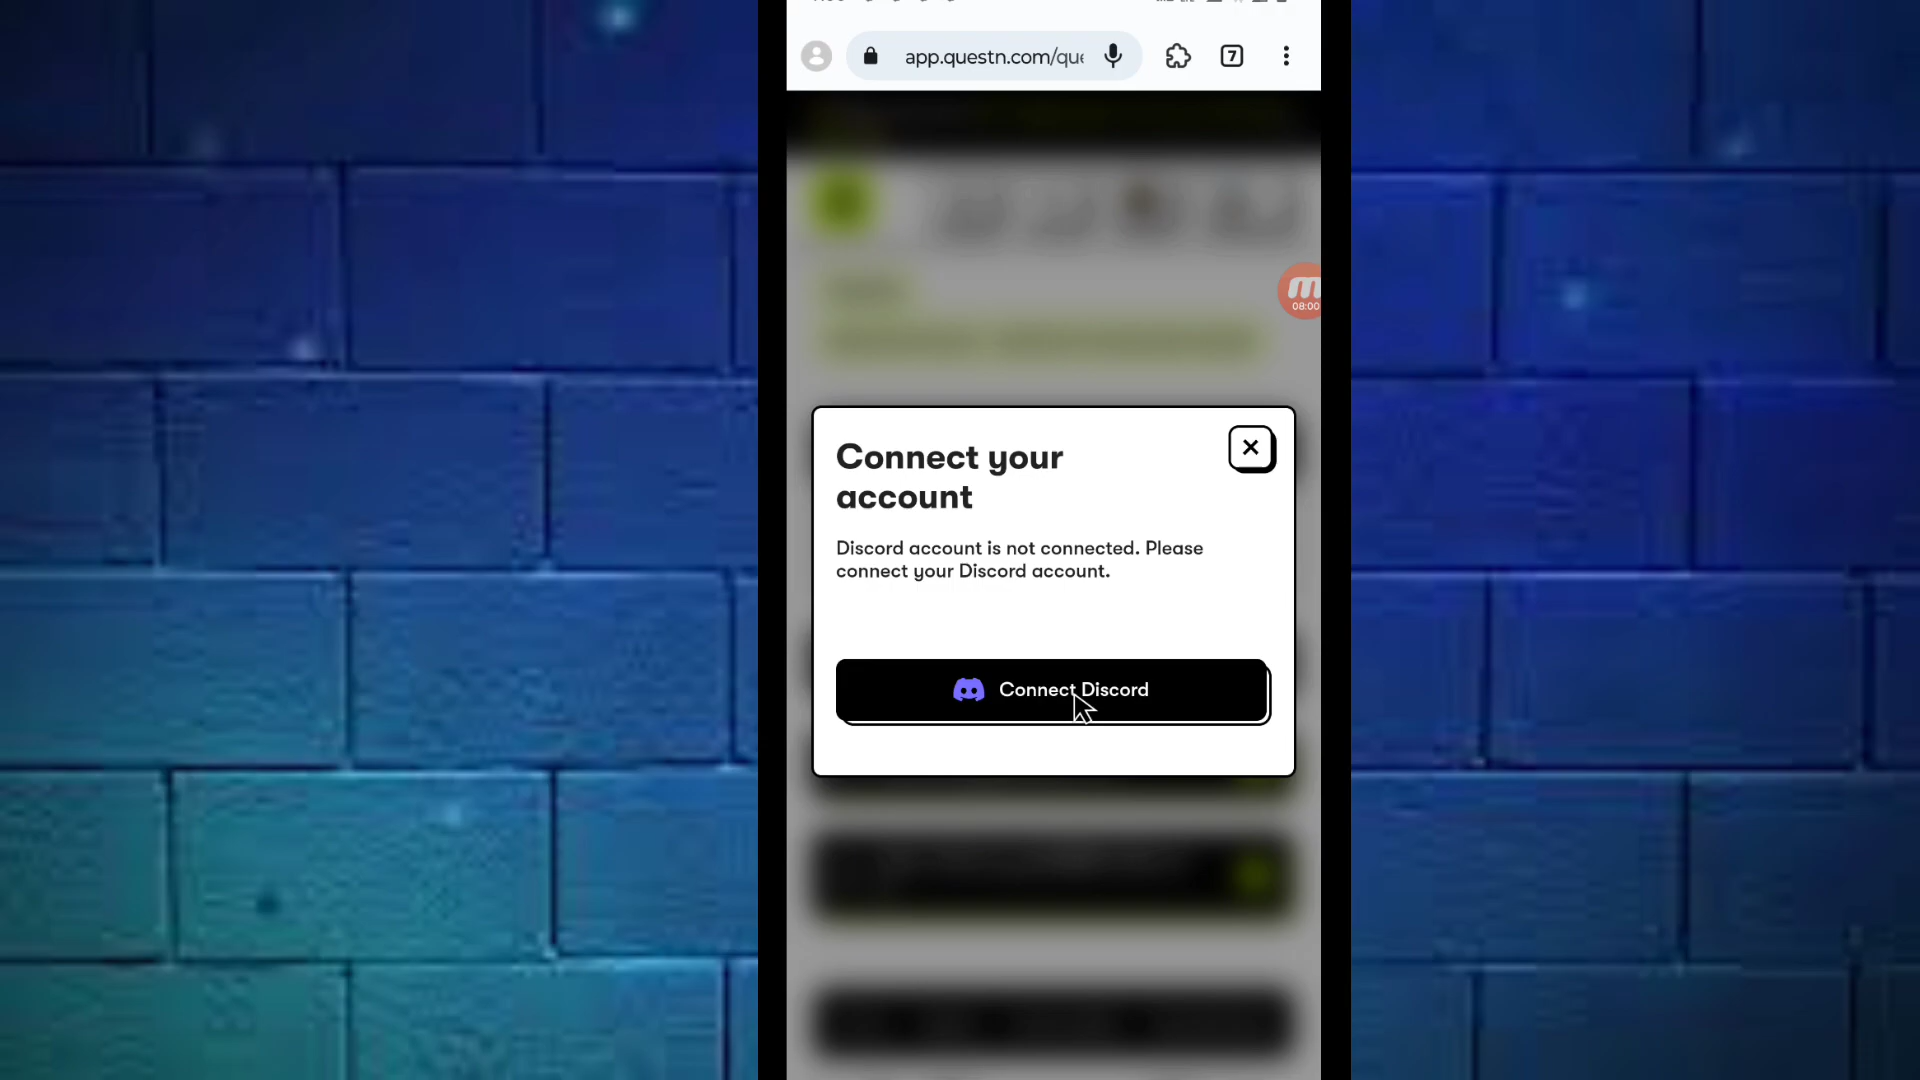 app.questn.com/que
7
08:00
Connect your
account
Discord account is not connected. Please
connect your Discord account.
Connect Discord